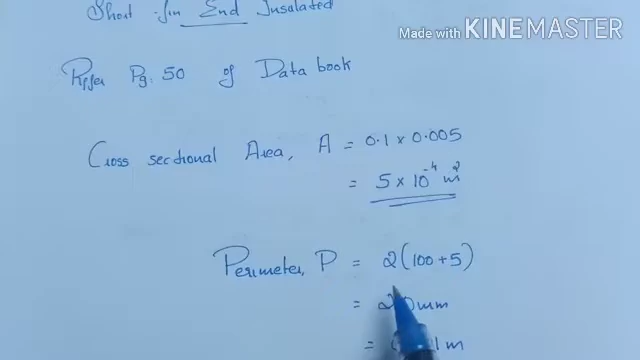 Made with KINEMASTER
Short fin End Insulated
Reffer Pg: 50 of Data book
Cross sectional Area, A = 0.1 x 0.005
= 5 x 10⁻⁴ m²
Perimeter, P = 2(100+5)
= mm
= m